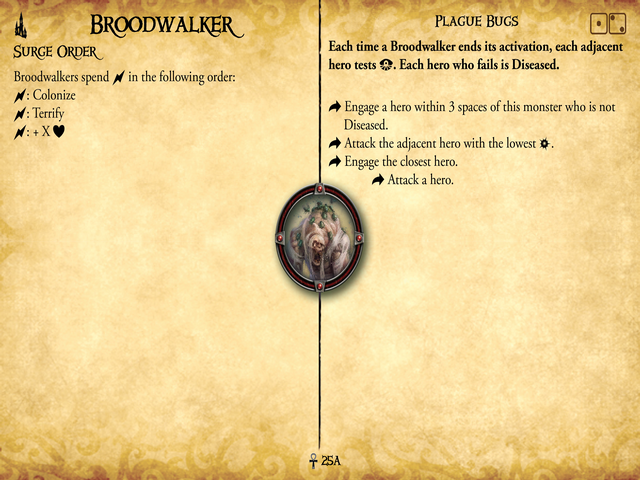 BROODWALKER
SURGE ORDER
Broodwalkers spend in the following order:
: Colonize
: Terrify
: + X
PLAGUE BUGS
Each time a Broodwalker ends its activation, each adjacent
hero tests . Each hero who fails is Diseased.
Engage a hero within 3 spaces of this monster who is not
Diseased.
Attack the adjacent hero with the lowest .
Engage the closest hero.
Attack a hero.
25A